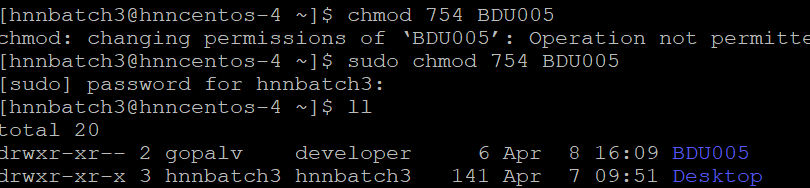 [hnnbatch3@hnncentos-4 ~]$ chmod 754 BDU005
chmod: changing permissions of ‘BDU005’: Operation not permitte
[hnnbatch3@hnncentos-4 ~]$ sudo chmod 754 BDU005
[sudo] password for hnnbatch3:
[hnnbatch3@hnncentos-4 ~]$ ll
total 20
drwxr-xr-- 2 gopalv    developer      6 Apr  8 16:09 BDU005
drwxr-xr-x 3 hnnbatch3 hnnbatch3    141 Apr  7 09:51 Desktop